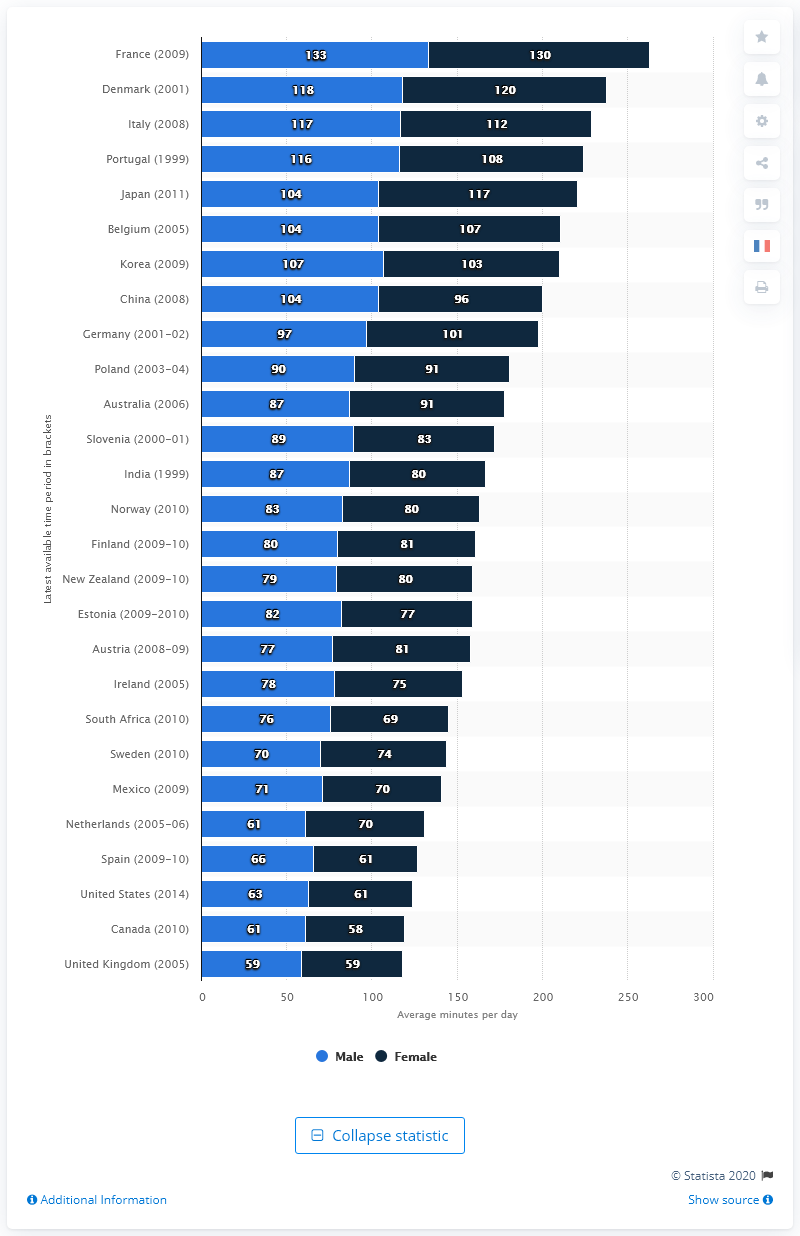 France (2009) 133 130
Denmark (2001) 118 120
Italy (2008) 117 112
Portugal (1999) 116 108
Japan (2011) 104 117
Belgium (2005) 104 107
Korea (2009) 107 103
China (2008) 104 96
Germany (2001-02) 97 101
Poland (2003-04) 90 91
Australia (2006) 87 91
Slovenia (2000-01) 89 83
India (1999) 87 80
Norway (2010) 83 80
Finland (2009-10) 80 81
New Zealand (2009-10) 79 80
Estonia (2009-2010) 82 77
Austria (2008-09) 77 81
Ireland (2005) 78 75
South Africa (2010) 76 69
Sweden (2010) 70 74
Mexico (2009) 71 70
Netherlands (2005-06) 61 70
Spain (2009-10) 66 61
United States (2014) 63 61
Canada (2010) 61 58
United Kingdom (2005) 59 59
Latest available time period in brackets
0 50 100 150 200 250 300
Average minutes per day
Male Female
Collapse statistic
© Statista 2020
Additional Information
Show source